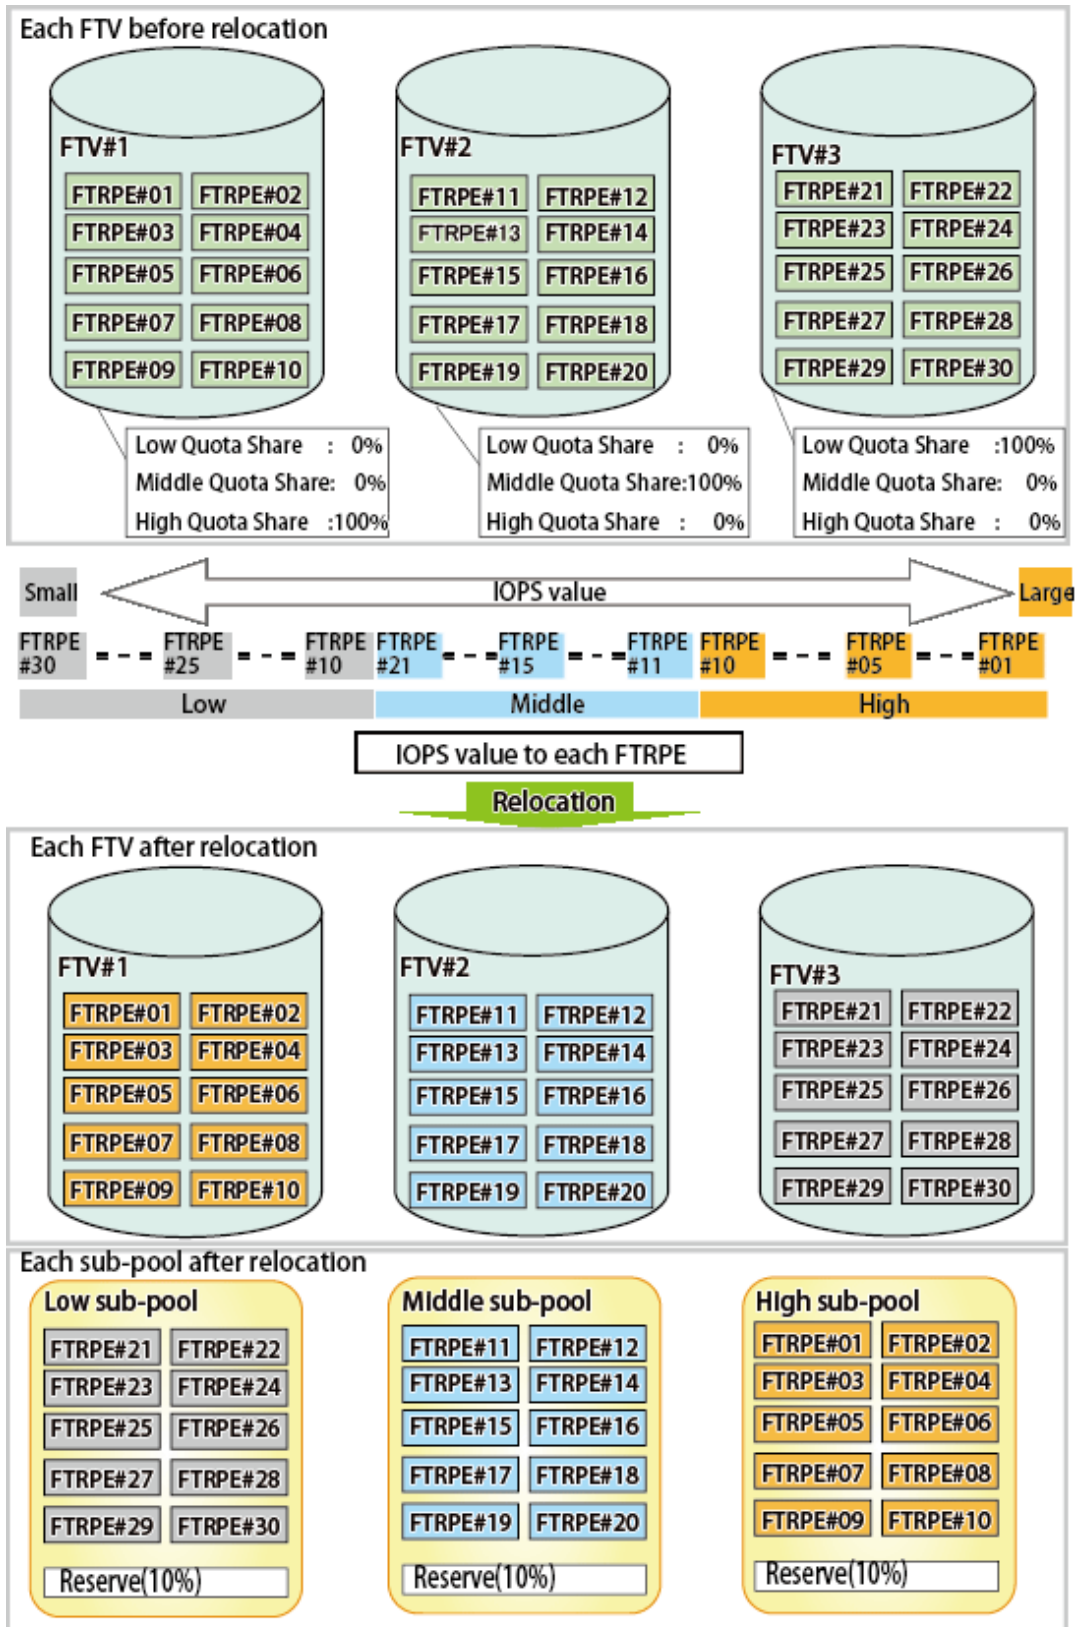 Each FTV before relocation
FTV#1 FTV#2 FTV#3
FTRPE#01 FTRPE#02 FTRPE#11 FTRPE#12 FTRPE#21 FTRPE#22
FTRPE#03 FTRPE#04 FTRPE#13 FTRPE#14 FTRPE#23 FTRPE#24
FTRPE#05 FTRPE#06 FTRPE#15 FTRPE#16 FTRPE#25 FTRPE#26
FTRPE#07 FTRPE#08 FTRPE#17 FTRPE#18 FTRPE#27 FTRPE#28
FTRPE#09 FTRPE#10 FTRPE#19 FTRPE#20 FTRPE#29 FTRPE#30
Low Quota Share : 0% Low Quota Share : 0% Low Quota Share :100%
Middle Quota Share: 0% Middle Quota Share:100% Middle Quota Share: 0%
High Quota Share :100% High Quota Share : 0% High Quota Share : 0%
Small IOPS value Large
FTRPE FTRPE FTRPE FTRPE FTRPE FTRPE FTRPE FTRPE FTRPE
#30 #25 #10 #21 #15 #11 #10 #05 #01
Low Middle High
IOPS value to each FTRPE
Relocation
Each FTV after relocation
FTV#1 FTV#2 FTV#3
FTRPE#01 FTRPE#02 FTRPE#11 FTRPE#12 FTRPE#21 FTRPE#22
FTRPE#03 FTRPE#04 FTRPE#13 FTRPE#14 FTRPE#23 FTRPE#24
FTRPE#05 FTRPE#06 FTRPE#15 FTRPE#16 FTRPE#25 FTRPE#26
FTRPE#07 FTRPE#08 FTRPE#17 FTRPE#18 FTRPE#27 FTRPE#28
FTRPE#09 FTRPE#10 FTRPE#19 FTRPE#20 FTRPE#29 FTRPE#30
Each sub-pool after relocation
Low sub-pool Middle sub-pool High sub-pool
FTRPE#21 FTRPE#22 FTRPE#11 FTRPE#12 FTRPE#01 FTRPE#02
FTRPE#23 FTRPE#24 FTRPE#13 FTRPE#14 FTRPE#03 FTRPE#04
FTRPE#25 FTRPE#26 FTRPE#15 FTRPE#16 FTRPE#05 FTRPE#06
FTRPE#27 FTRPE#28 FTRPE#17 FTRPE#18 FTRPE#07 FTRPE#08
FTRPE#29 FTRPE#30 FTRPE#19 FTRPE#20 FTRPE#09 FTRPE#10
Reserve(10%) Reserve(10%) Reserve(10%)